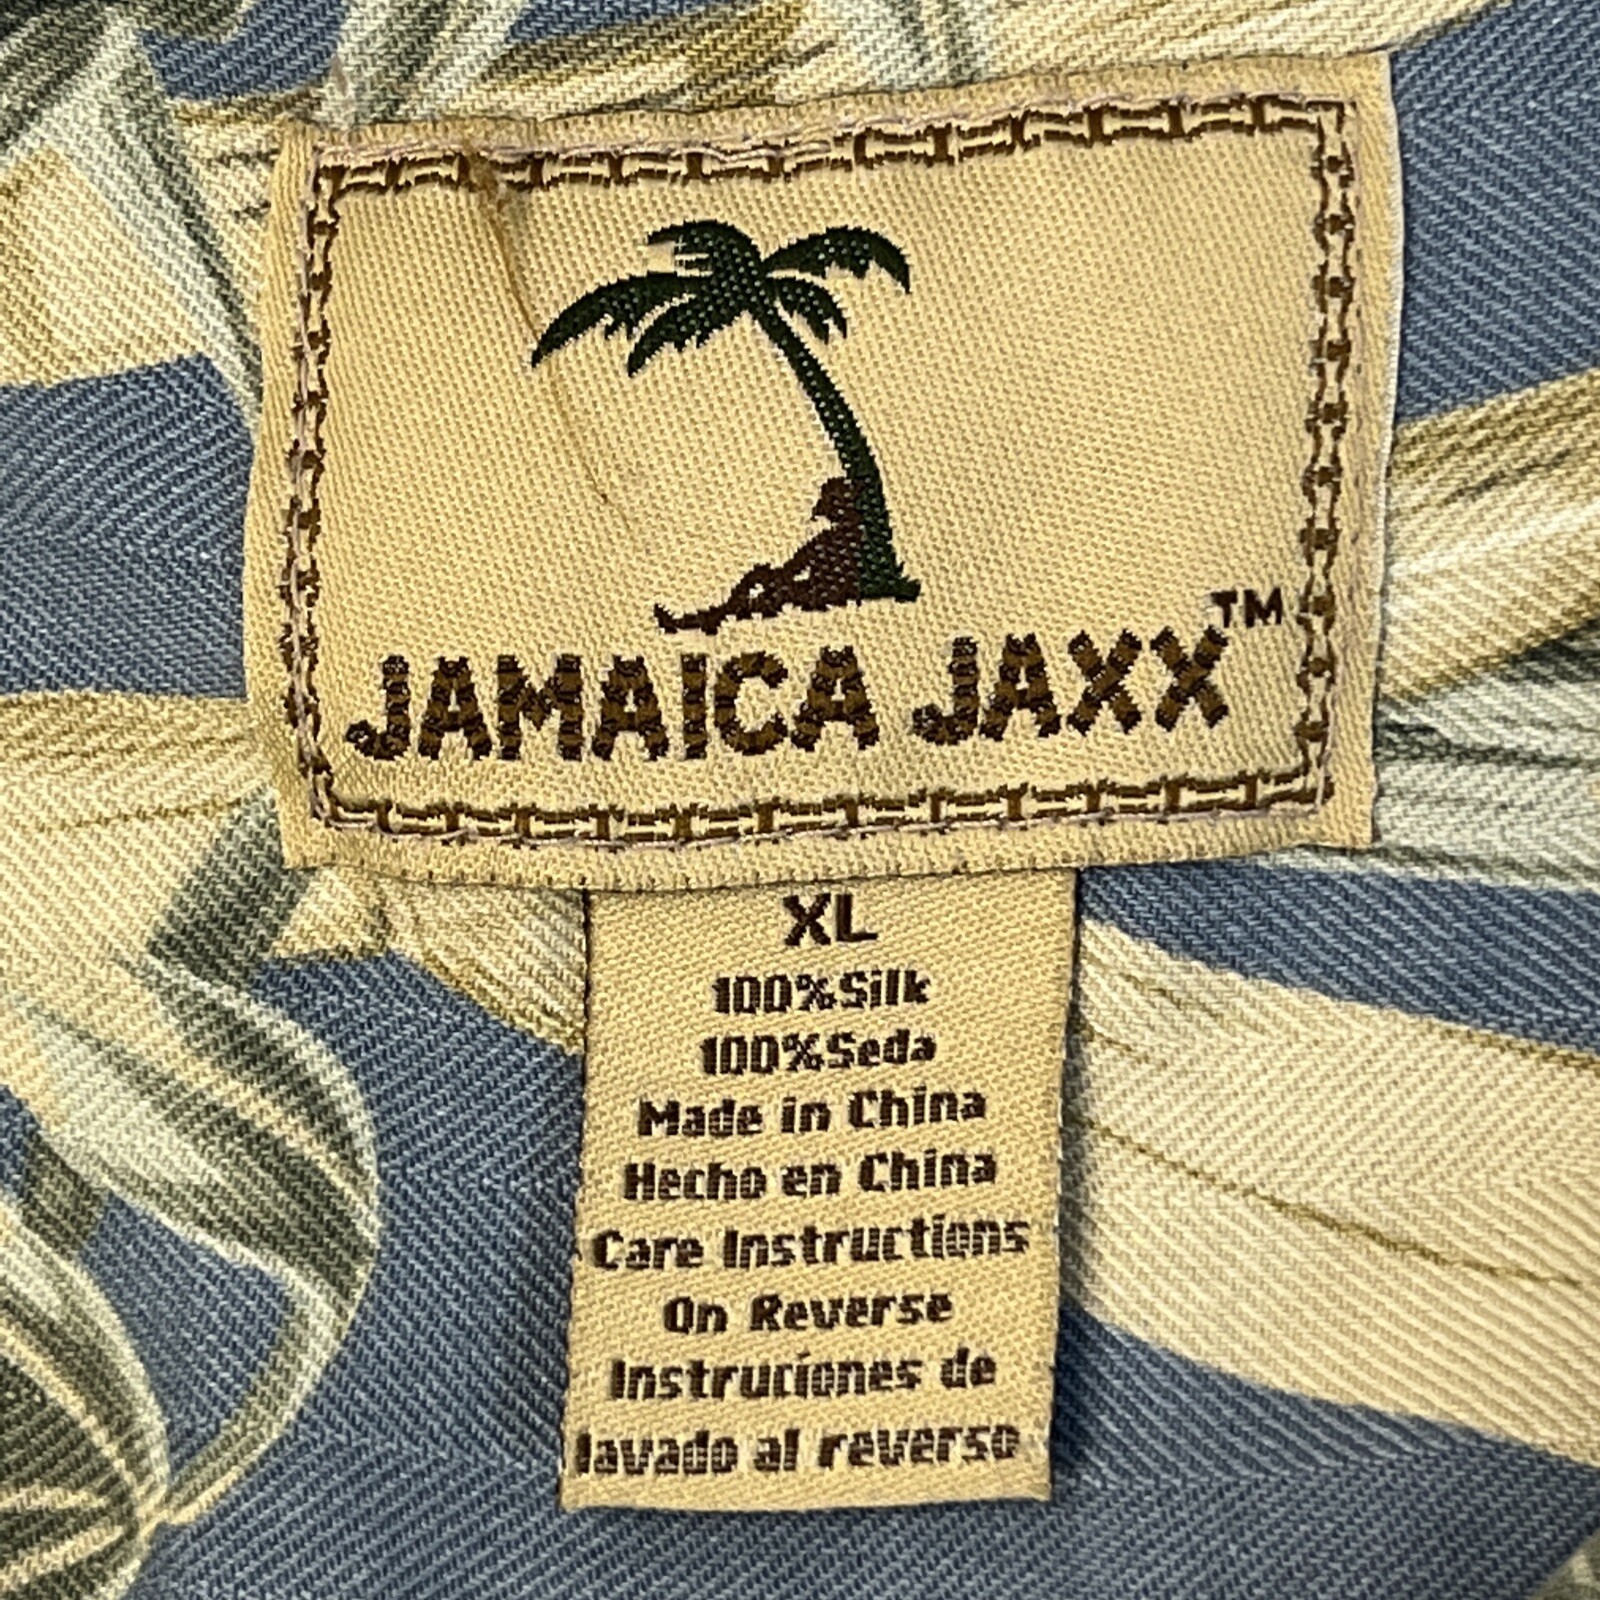 JAMAICA JAXX™
XL
100%Silk
100%Seda
Made in China
Hecho en China
Care Instructions
On Reverse
Instruciones de
lavado al reverso